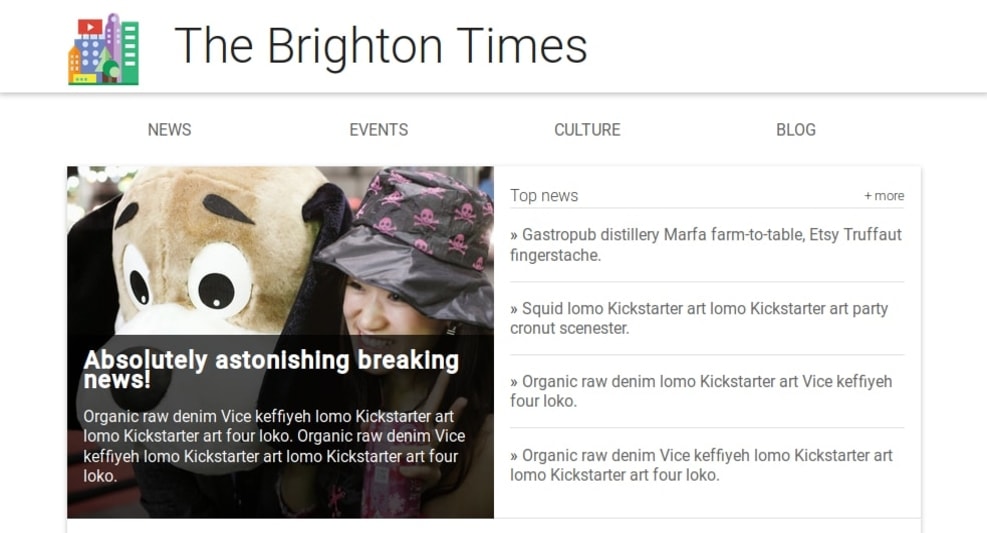 The Brighton Times
NEWS EVENTS CULTURE BLOG
Absolutely astonishing breaking
news!
Organic raw denim Vice keffiyeh lomo Kickstarter art
lomo Kickstarter art four loko. Organic raw denim Vice
keffiyeh lomo Kickstarter art lomo Kickstarter art four
loko.
Top news + more
» Gastropub distillery Marfa farm-to-table, Etsy Truffaut
fingerstache.
» Squid lomo Kickstarter art lomo Kickstarter art party
cronut scenester.
» Organic raw denim lomo Kickstarter art Vice keffiyeh
four loko.
» Organic raw denim Vice keffiyeh lomo Kickstarter art
lomo Kickstarter art four loko.